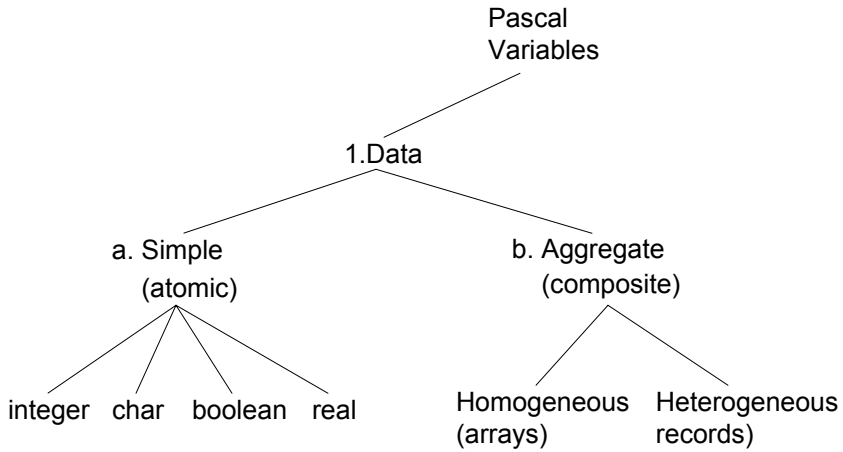 Pascal
Variables
1.Data
a. Simple
(atomic)
b. Aggregate
(composite)
integer char boolean real
Homogeneous
(arrays)
Heterogeneous
records)